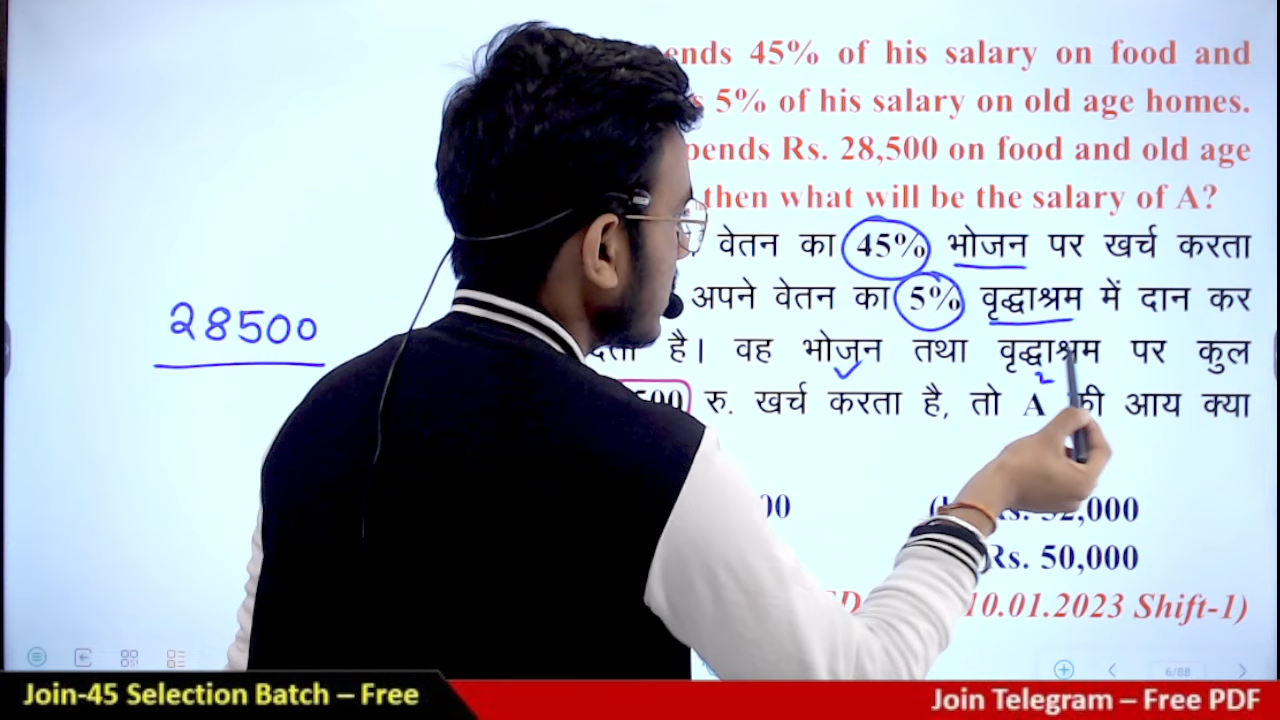 45% of his salary on food and
5% of his salary on old age homes.
Rs. 28,500 on food and old age
then what will be the salary of A?
वेतन का 45% भोजन पर खर्च करता
अपने वेतन का 5% वृद्धाश्रम में दान कर
28500
है। वह भोजन तथा वृद्धाश्रम पर कुल
रु. खर्च करता है, तो A की आय क्या
Rs. 50,000
10.01.2023 Shift-1)
6/88
Join-45 Selection Batch – Free
Join Telegram – Free PDF